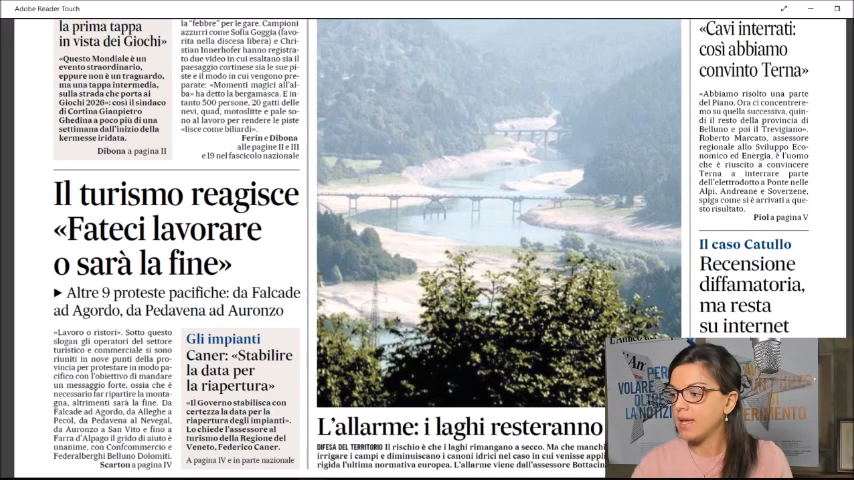 Adobe Reader Touch
la prima tappa
in vista dei Giochi»
«Questo Mondiale è un
evento straordinario,
eppure non è un traguardo,
ma una tappa intermedia,
sulla strada che porta ai
Giochi 2026»: così il sindaco
di Cortina Gianpietro
Ghedina a poco più di una
settimana dall'inizio della
kermesse iridata.
Dibona a pagina II
la "febbre" per le gare. Campioni
azzurri come Sofia Goggia (favo-
rita nella discesa libera) e Chri-
stian Innerhofer hanno registra-
to due video in cui esaltano sia il
paesaggio cortinese sia le sue pi-
ste e il modo in cui vengono pre-
parate: «Momenti magici all'al-
ba» ha detto la bergamasca. E in-
tanto 500 persone, 20 gatti delle
nevi, quad, motoslitte e pale so-
no al lavoro per rendere le piste
«lisce come biliardi».
Ferin e Dibona
alle pagine II e III
e 19 nel fascicolo nazionale
Il turismo reagisce
«Fateci lavorare
o sarà la fine»
Altre 9 proteste pacifiche: da Falcade
ad Agordo, da Pedavena ad Auronzo
«Lavoro o ristori». Sotto questo
slogan gli operatori del settore
turistico e commerciale si sono
riuniti in nove punti della pro-
vincia per protestare in modo pa-
cifico con l'obiettivo di mandare
un messaggio forte, ossia che è
necessario far ripartire la monta-
gna, altrimenti sarà la fine. Da
Falcade ad Agordo, da Alleghe a
Pecol, da Pedavena al Nevegal,
da Auronzo a San Vito e fino a
Farra d'Alpago il grido di aiuto è
unanime, con Confcommercio e
Federalberghi Belluno Dolomiti.
Scarton a pagina IV
Gli impianti
Caner: «Stabilire
la data per
la riapertura»
«Il Governo stabilisca con
certezza la data per la
riapertura degli impianti».
Lo chiede l'assessore al
turismo della Regione del
Veneto, Federico Caner.
A pagina IV e in parte nazionale
L'allarme: i laghi resteranno
DIFESA DEL TERRITORIO Il rischio è che i laghi rimangano a secco. Ma che manchi
irrigare i campi e diminuiscano i canoni idrici nel caso in cui venisse appli
rigida l'ultima normativa europea. L'allarme viene dall'assessore Bottacin
«Cavi interrati:
così abbiamo
convinto Terna»
«Abbiamo risolto una parte
del Piano. Ora ci concentrere-
mo su quella successiva, quin-
di il resto della provincia di
Belluno e poi il Trevigiano».
Roberto Marcato, assessore
regionale allo Sviluppo Eco-
nomico ed Energia, è l'uomo
che è riuscito a convincere
Terna a interrare parte
dell'elettrodotto a Ponte nelle
Alpi, Andreane e Soverzene,
spiga come si è arrivati a que-
sto risultato.
Piol a pagina V
Il caso Catullo
Recensione
diffamatoria,
ma resta
su internet
VOLARE
OLTRE
LA NOTIZI